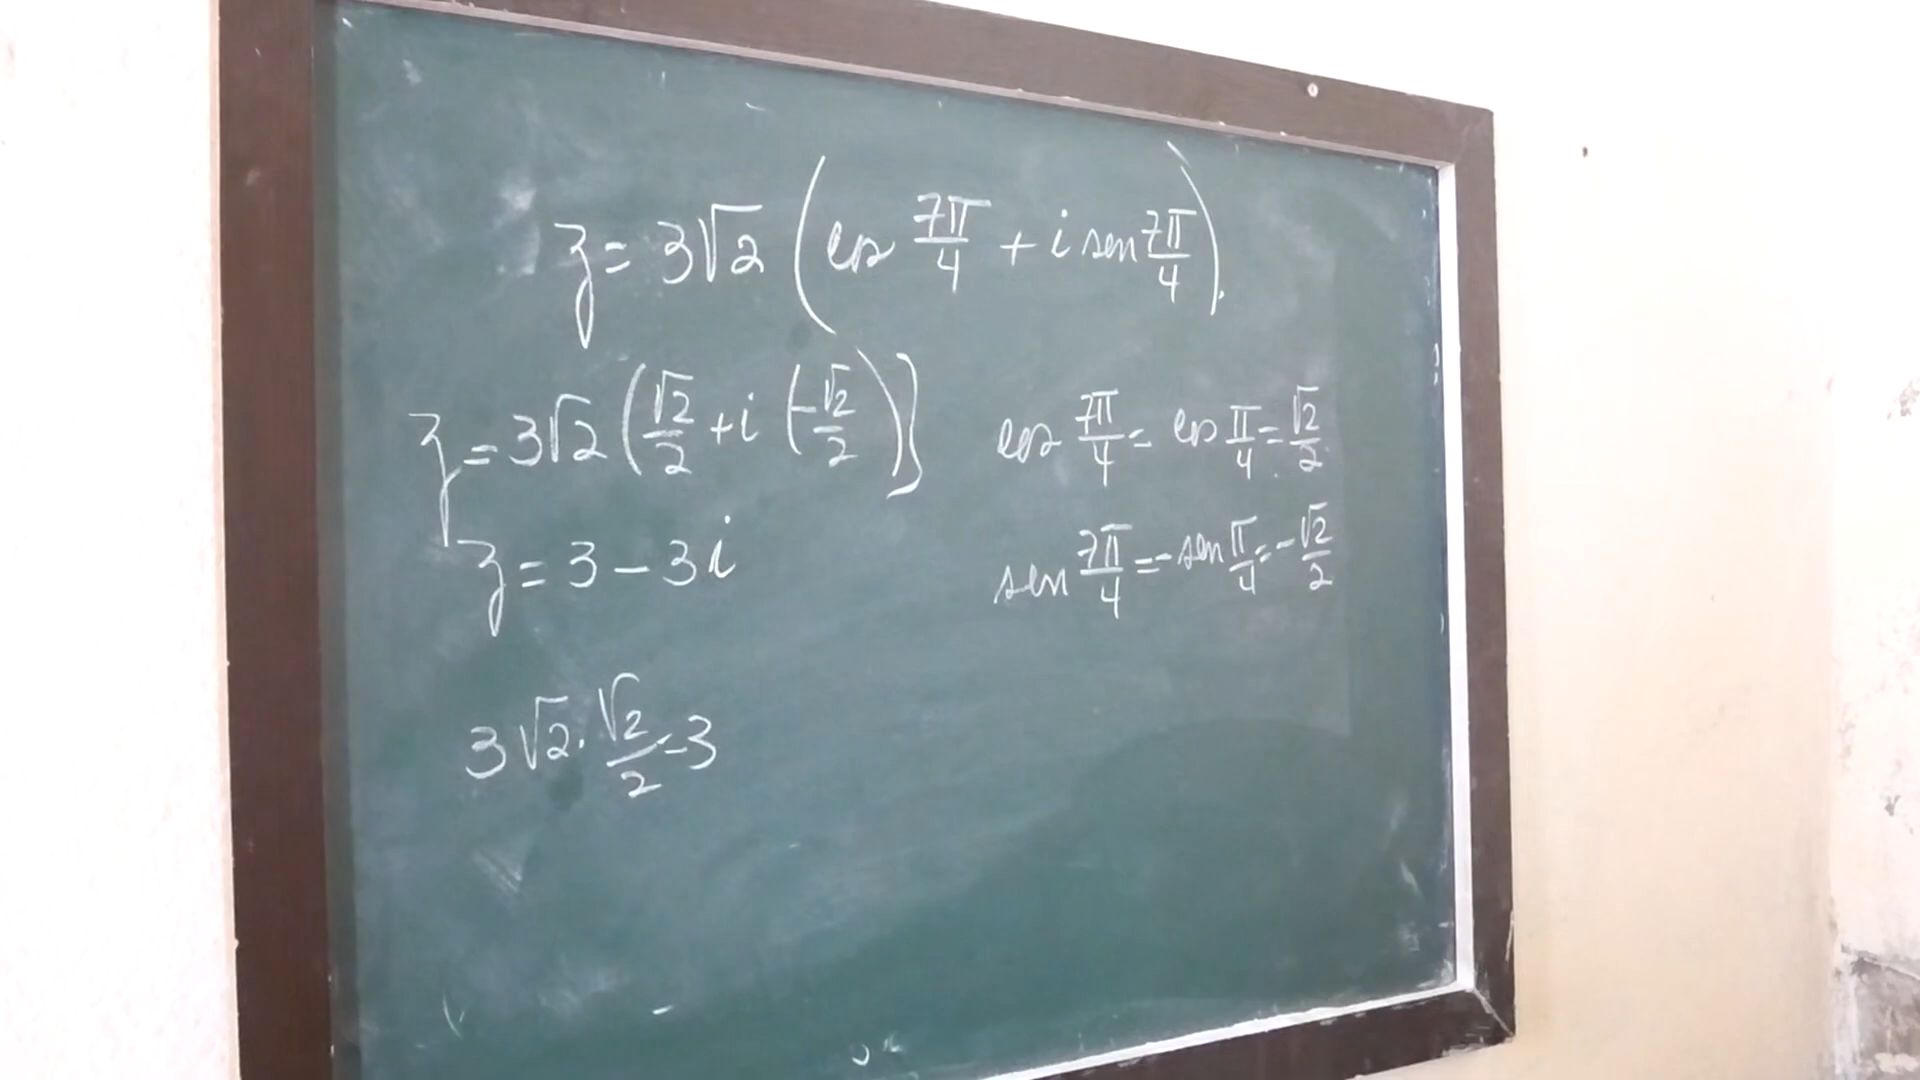 z = 3√2 (cos 7π/4 + i sen 7π/4).
z = 3√2 (√2/2 + i (-√2/2)]
z = 3 - 3i
3√2 · √2/2 = 3
cos 7π/4 = cos π/4 = √2/2
sen 7π/4 = -sen π/4 = -√2/2